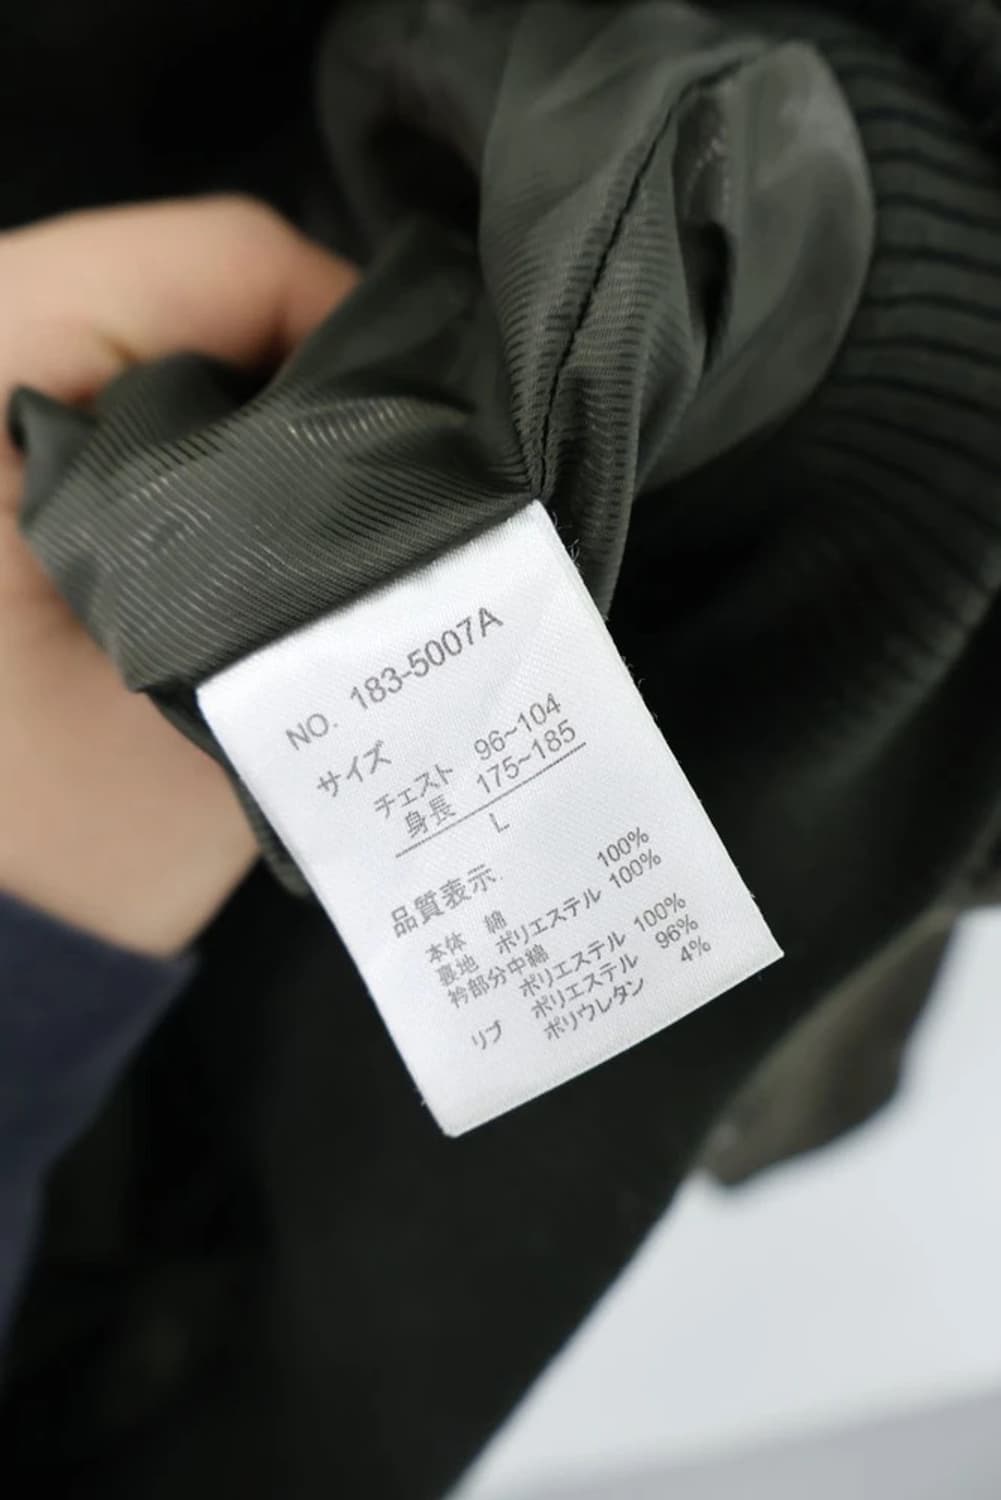 NO. 183-5007A
サイズ
チェスト 96~104
身長 175~185
L
品質表示
本体 綿 100%
裏地 ポリエステル 100%
衿部分中綿
ポリエステル 100%
リブ ポリエステル 96%
ポリウレタン 4%